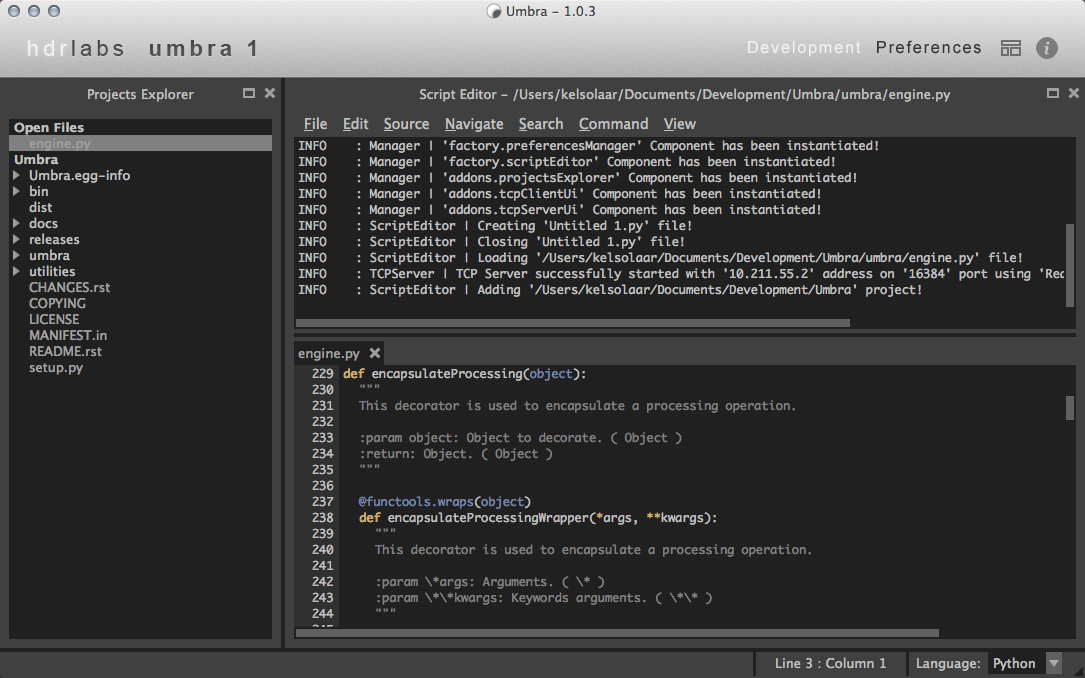 Umbra – 1.0.3
hdrlabs umbra 1
Development Preferences
Projects Explorer
Open Files
engine.py
Umbra
Umbra.egg-info
bin
dist
docs
releases
umbra
utilities
CHANGES.rst
COPYING
LICENSE
MANIFEST.in
README.rst
setup.py
Script Editor – /Users/kelsolaar/Documents/Development/Umbra/umbra/engine.py
File Edit Source Navigate Search Command View
INFO    : Manager | 'factory.preferencesManager' Component has been instantiated!
INFO    : Manager | 'factory.scriptEditor' Component has been instantiated!
INFO    : Manager | 'addons.projectsExplorer' Component has been instantiated!
INFO    : Manager | 'addons.tcpClientUi' Component has been instantiated!
INFO    : Manager | 'addons.tcpServerUi' Component has been instantiated!
INFO    : ScriptEditor | Creating 'Untitled 1.py' file!
INFO    : ScriptEditor | Closing 'Untitled 1.py' file!
INFO    : ScriptEditor | Loading '/Users/kelsolaar/Documents/Development/Umbra/umbra/engine.py' file!
INFO    : TCPServer | TCP Server successfully started with '10.211.55.2' address on '16384' port using 'Req
INFO    : ScriptEditor | Adding '/Users/kelsolaar/Documents/Development/Umbra' project!
engine.py
229 def encapsulateProcessing(object):
230   """
231   This decorator is used to encapsulate a processing operation.
232
233   :param object: Object to decorate. ( Object )
234   :return: Object. ( Object )
235   """
236
237   @functools.wraps(object)
238   def encapsulateProcessingWrapper(*args, **kwargs):
239     """
240     This decorator is used to encapsulate a processing operation.
241
242     :param \*args: Arguments. ( \* )
243     :param \*\*kwargs: Keywords arguments. ( \*\* )
244     """
Line 3 : Column 1
Language: Python